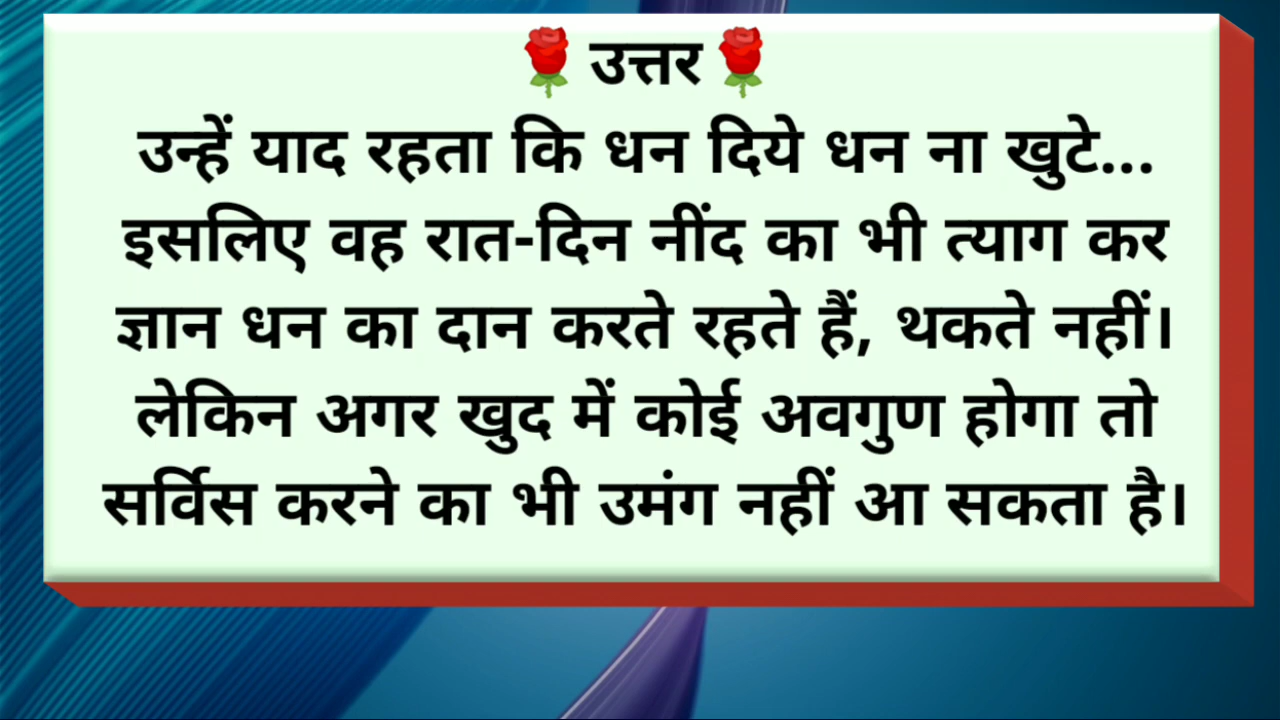 🌹उत्तर🌹
उन्हें याद रहता कि धन दिये धन ना खुटे...
इसलिए वह रात-दिन नींद का भी त्याग कर
ज्ञान धन का दान करते रहते हैं, थकते नहीं।
लेकिन अगर खुद में कोई अवगुण होगा तो
सर्विस करने का भी उमंग नहीं आ सकता है।